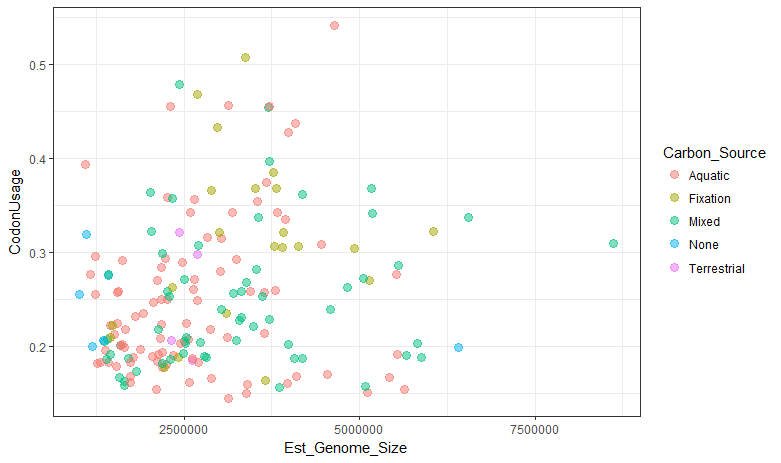 0.5
0.4
0.3
0.2
CodonUsage
2500000
5000000
7500000
Est_Genome_Size
Carbon_Source
Aquatic
Fixation
Mixed
None
Terrestrial